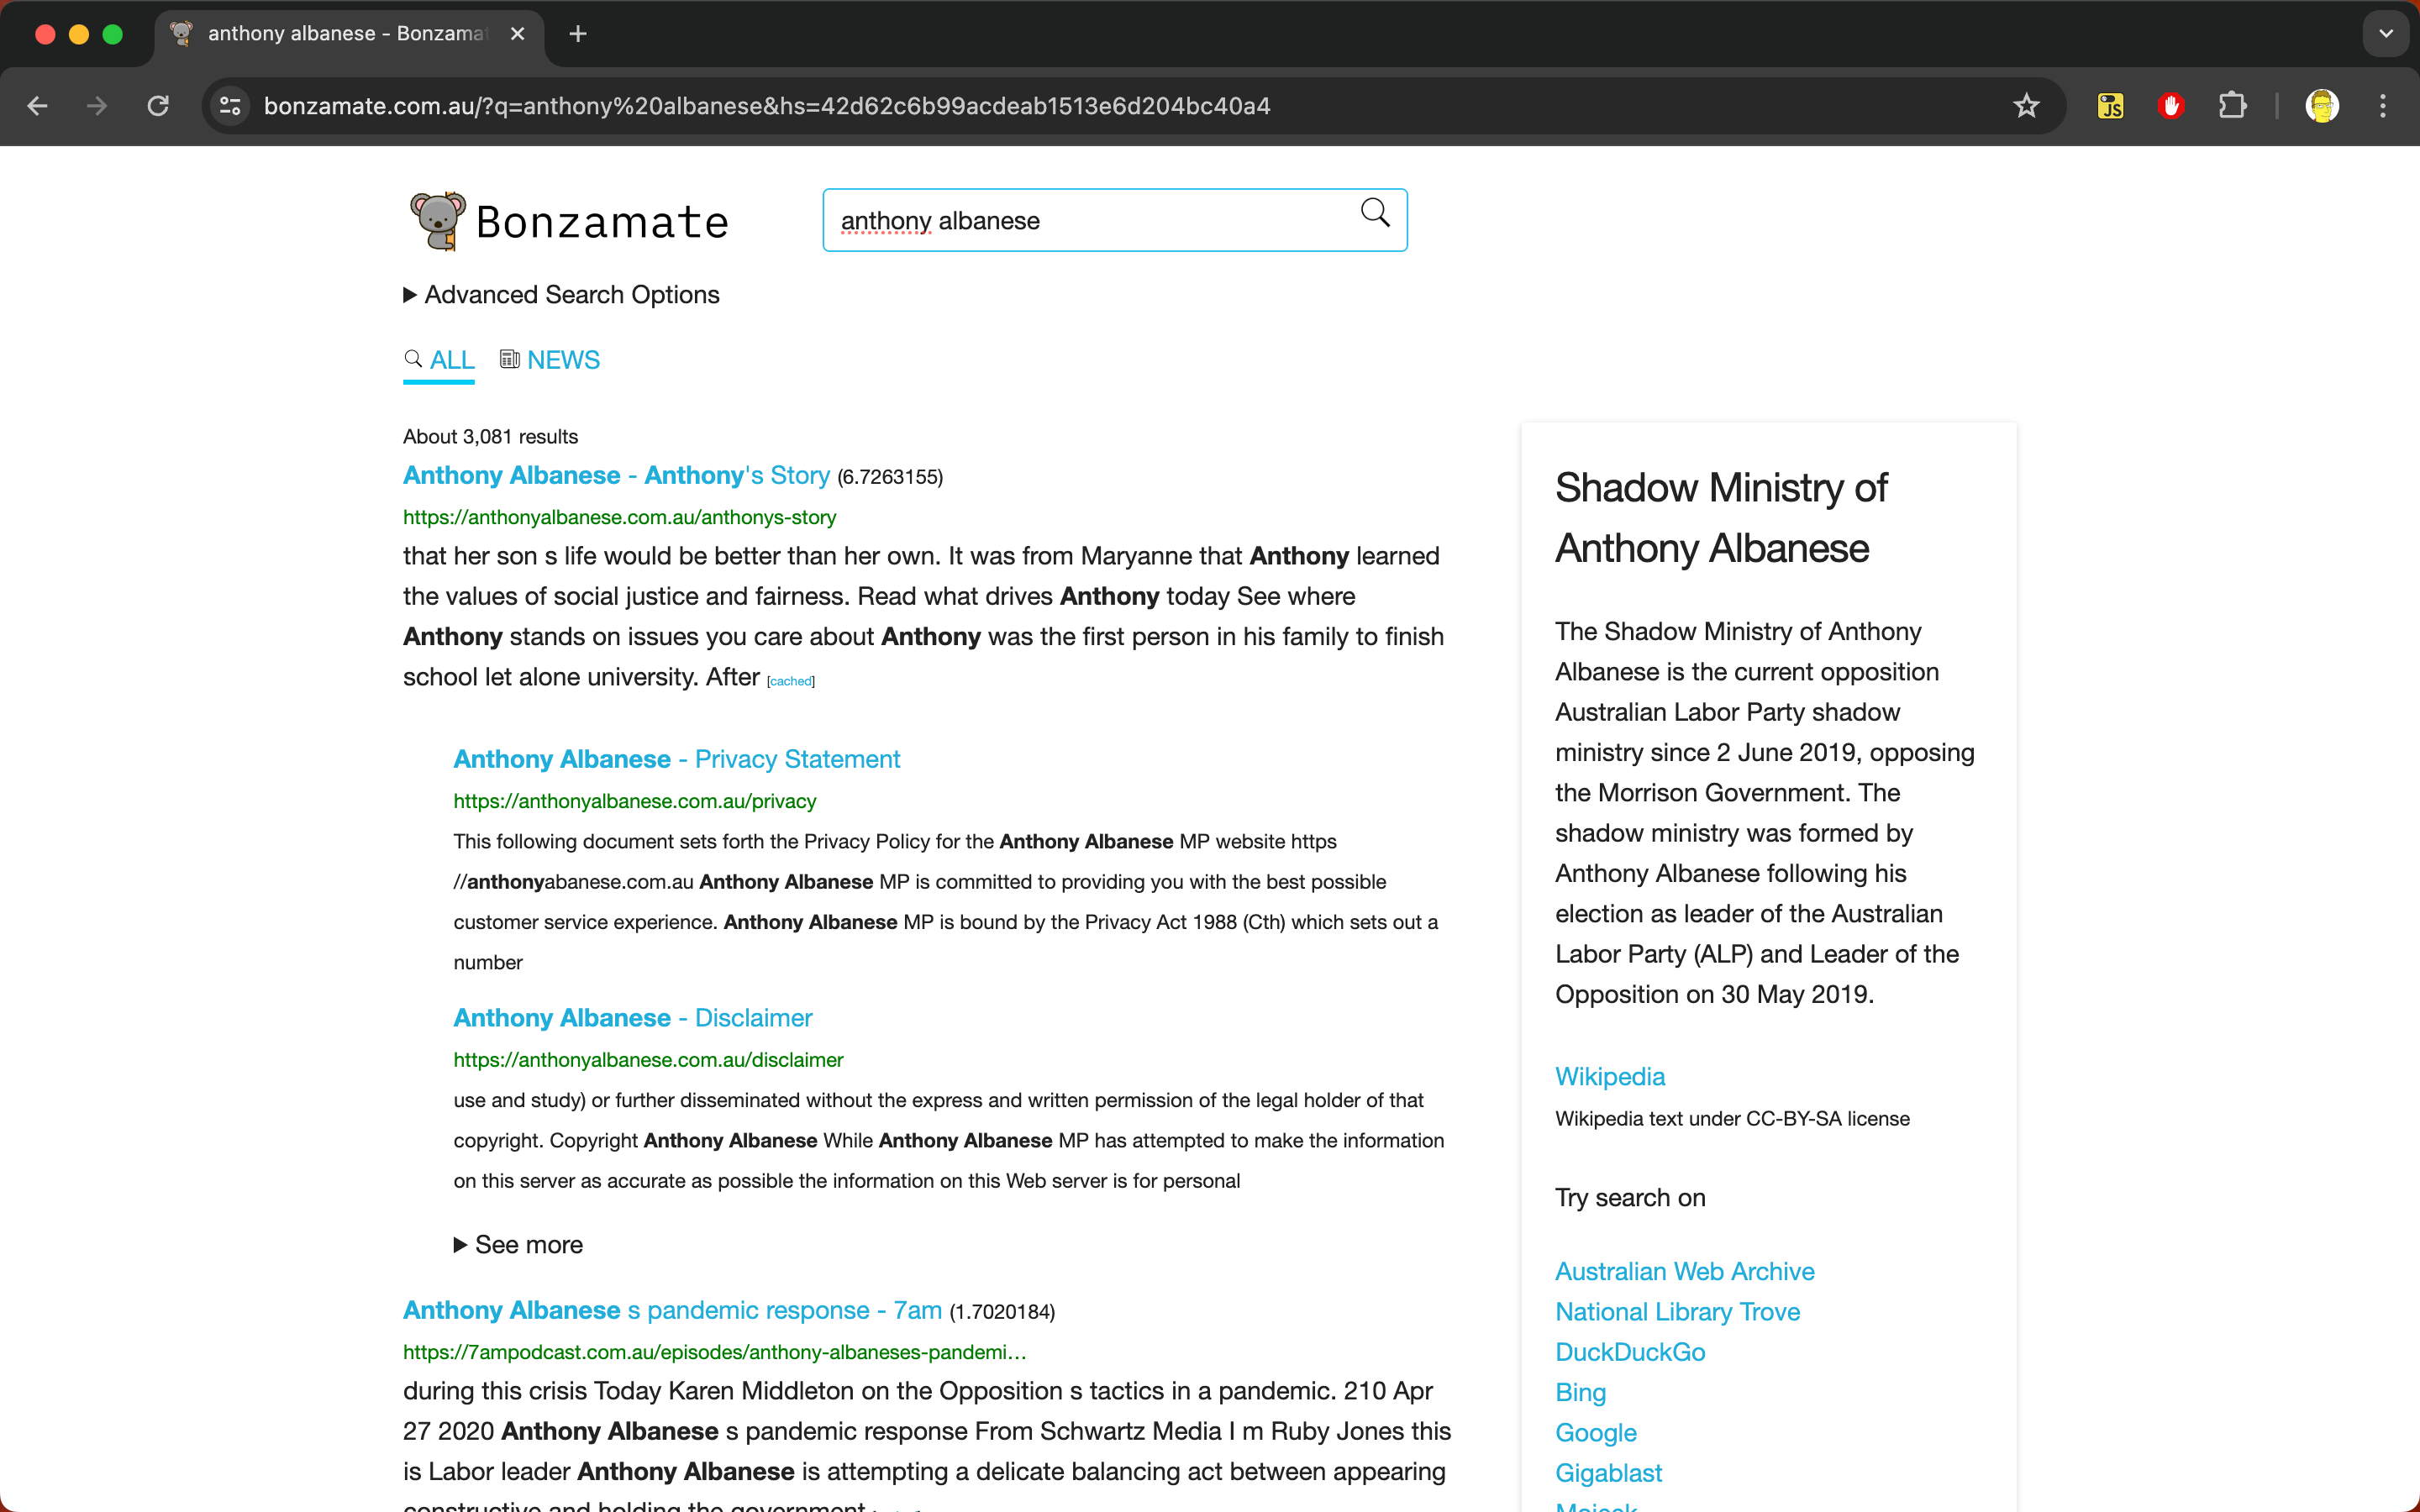 anthony albanese - Bonzamat
bonzamate.com.au/?q=anthony%20albanese&hs=42d62c6b99acdeab1513e6d204bc40a4
JS
Bonzamate
anthony albanese
Advanced Search Options
ALL NEWS
About 3,081 results
Anthony Albanese - Anthony's Story (6.7263155)
https://anthonyalbanese.com.au/anthonys-story
that her son s life would be better than her own. It was from Maryanne that Anthony learned
the values of social justice and fairness. Read what drives Anthony today See where
Anthony stands on issues you care about Anthony was the first person in his family to finish
school let alone university. After [cached]
Anthony Albanese - Privacy Statement
https://anthonyalbanese.com.au/privacy
This following document sets forth the Privacy Policy for the Anthony Albanese MP website https
//anthonyabanese.com.au Anthony Albanese MP is committed to providing you with the best possible
customer service experience. Anthony Albanese MP is bound by the Privacy Act 1988 (Cth) which sets out a
number
Anthony Albanese - Disclaimer
https://anthonyalbanese.com.au/disclaimer
use and study) or further disseminated without the express and written permission of the legal holder of that
copyright. Copyright Anthony Albanese While Anthony Albanese MP has attempted to make the information
on this server as accurate as possible the information on this Web server is for personal
See more
Anthony Albanese s pandemic response - 7am (1.7020184)
https://7ampodcast.com.au/episodes/anthony-albaneses-pandemi...
during this crisis Today Karen Middleton on the Opposition s tactics in a pandemic. 210 Apr
27 2020 Anthony Albanese s pandemic response From Schwartz Media I m Ruby Jones this
is Labor leader Anthony Albanese is attempting a delicate balancing act between appearing
constructive and holding the government
Shadow Ministry of
Anthony Albanese
The Shadow Ministry of Anthony
Albanese is the current opposition
Australian Labor Party shadow
ministry since 2 June 2019, opposing
the Morrison Government. The
shadow ministry was formed by
Anthony Albanese following his
election as leader of the Australian
Labor Party (ALP) and Leader of the
Opposition on 30 May 2019.
Wikipedia
Wikipedia text under CC-BY-SA license
Try search on
Australian Web Archive
National Library Trove
DuckDuckGo
Bing
Google
Gigablast
Mojeek